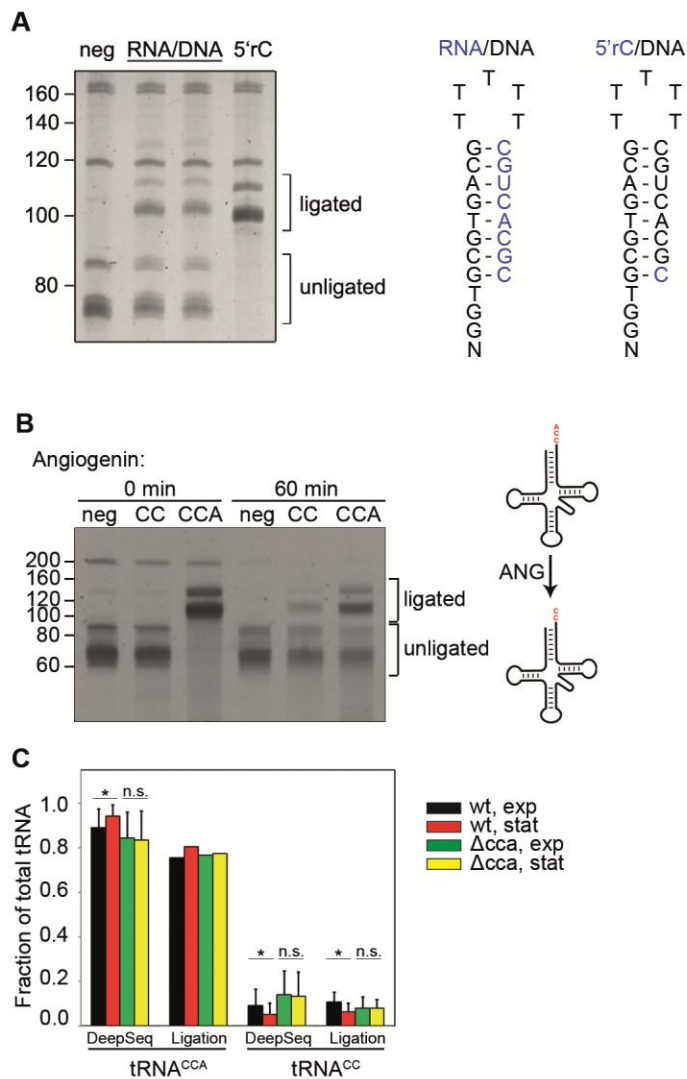 A
neg RNA/DNA 5'rC
160
140
120
100
80
ligated
unligated
RNA/DNA
T
T T
T T
G-C
C-G
A-U
G-C
T-A
G-C
C-G
G-C
T
G
G
N
5'rC/DNA
T
T T
T T
G-C
C-G
A-U
G-C
T-A
G-C
C-G
G-C
T
G
G
N
B
Angiogenin:
0 min 60 min
neg CC CCA neg CC CCA
200
160
120
100
80
60
ligated
unligated
A
C
C
ANG
C
C
C
Fraction of total tRNA
1.0
0.8
0.6
0.4
0.2
0.0
* n.s.
* n.s. * n.s.
DeepSeq Ligation DeepSeq Ligation
tRNA^CCA tRNA^CC
wt, exp
wt, stat
Δcca, exp
Δcca, stat